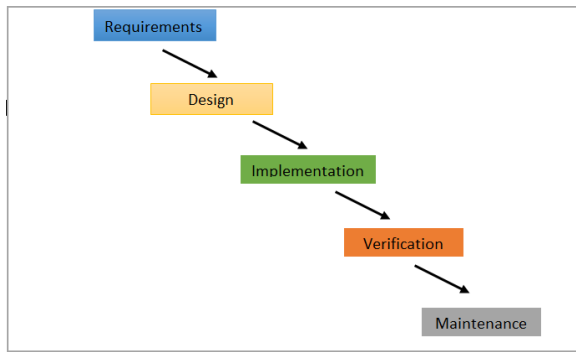 Requirements
Design
Implementation
Verification
Maintenance